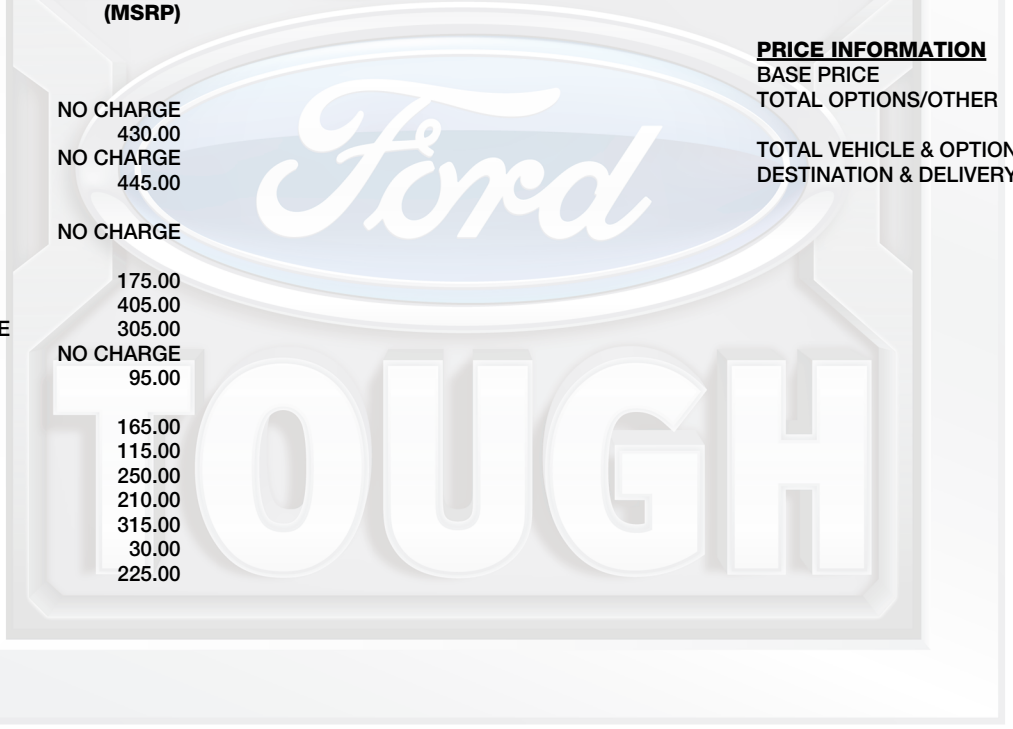 (MSRP)
NO CHARGE
430.00
NO CHARGE
445.00
NO CHARGE
175.00
405.00
E 305.00
NO CHARGE
95.00
165.00
115.00
250.00
210.00
315.00
30.00
225.00
PRICE INFORMATION
BASE PRICE
TOTAL OPTIONS/OTHER
TOTAL VEHICLE & OPTION
DESTINATION & DELIVERY
Ford
TOUGH